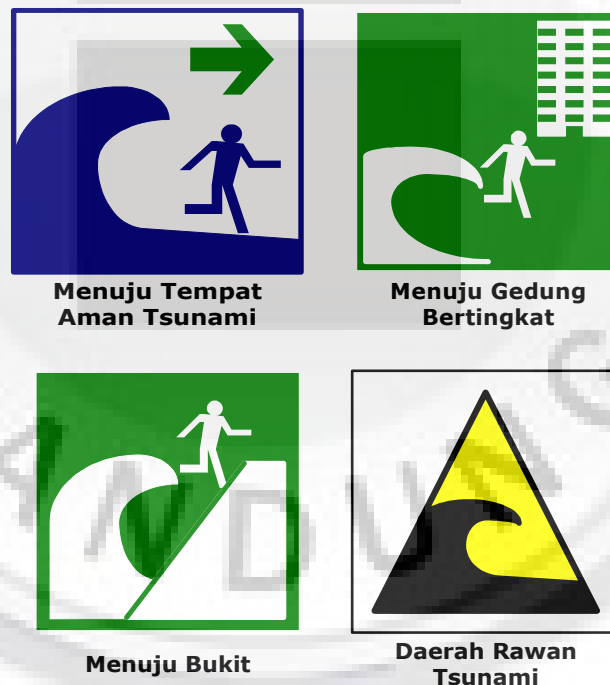 Menuju Tempat
Aman Tsunami
Menuju Gedung
Bertingkat
Menuju Bukit
Daerah Rawan
Tsunami